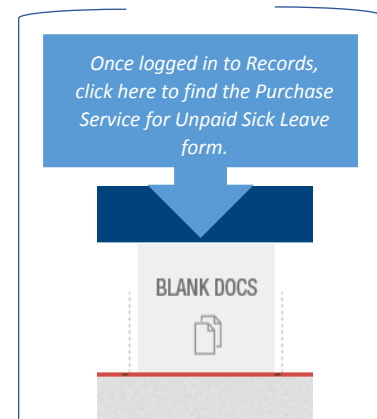 Once logged in to Records,
click here to find the Purchase
Service for Unpaid Sick Leave
form.
BLANK DOCS